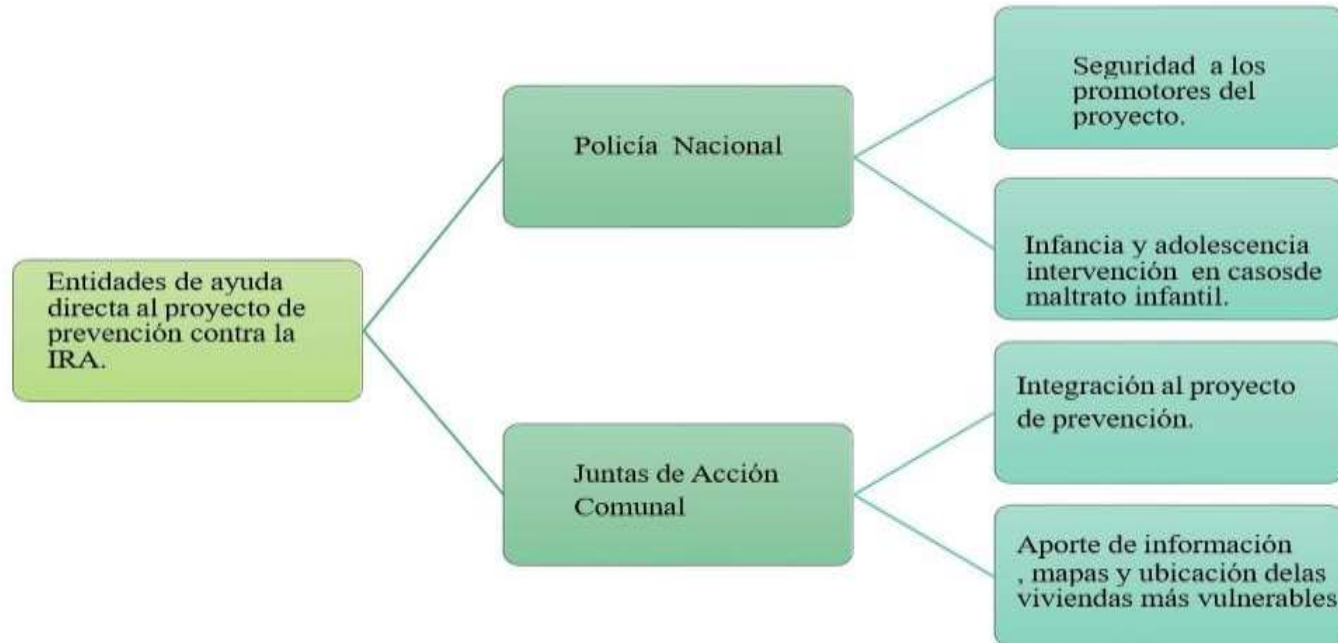 Entidades de ayuda
directa al proyecto de
prevención contra la
IRA.
Policía Nacional
Seguridad a los
promotores del
proyecto.
Infancia y adolescencia
intervención en casosde
maltrato infantil.
Juntas de Acción
Comunal
Integración al proyecto
de prevención.
Aporte de información
, mapas y ubicación delas
viviendas más vulnerables